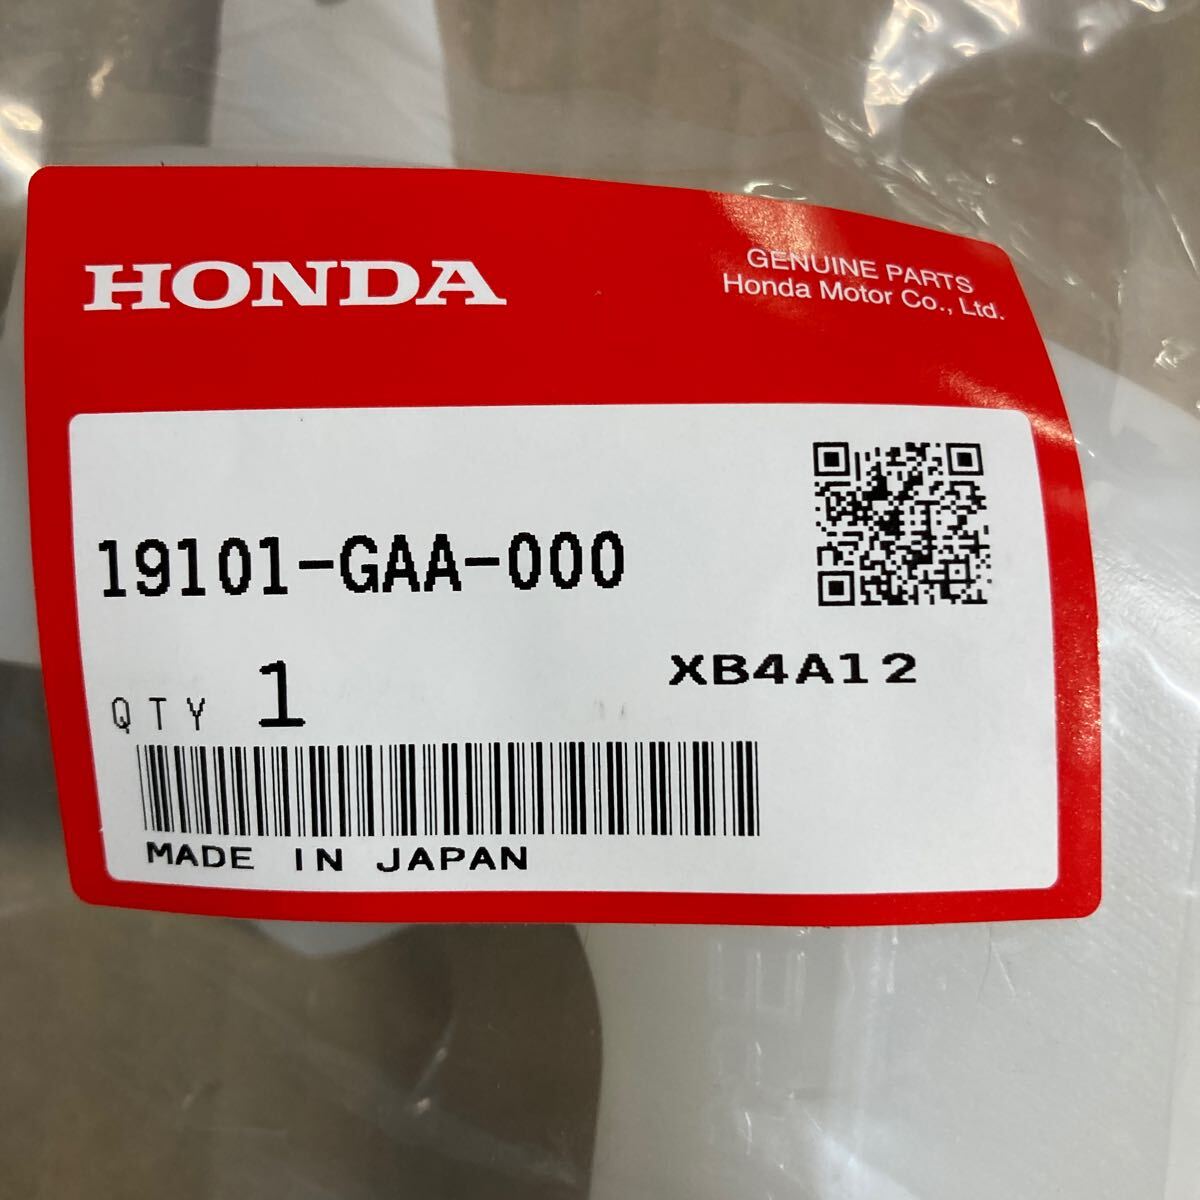 HONDA
GENUINE PARTS
Honda Motor Co., Ltd.
19101-GAA-000
XB4A12
QTY 1
MADE IN JAPAN